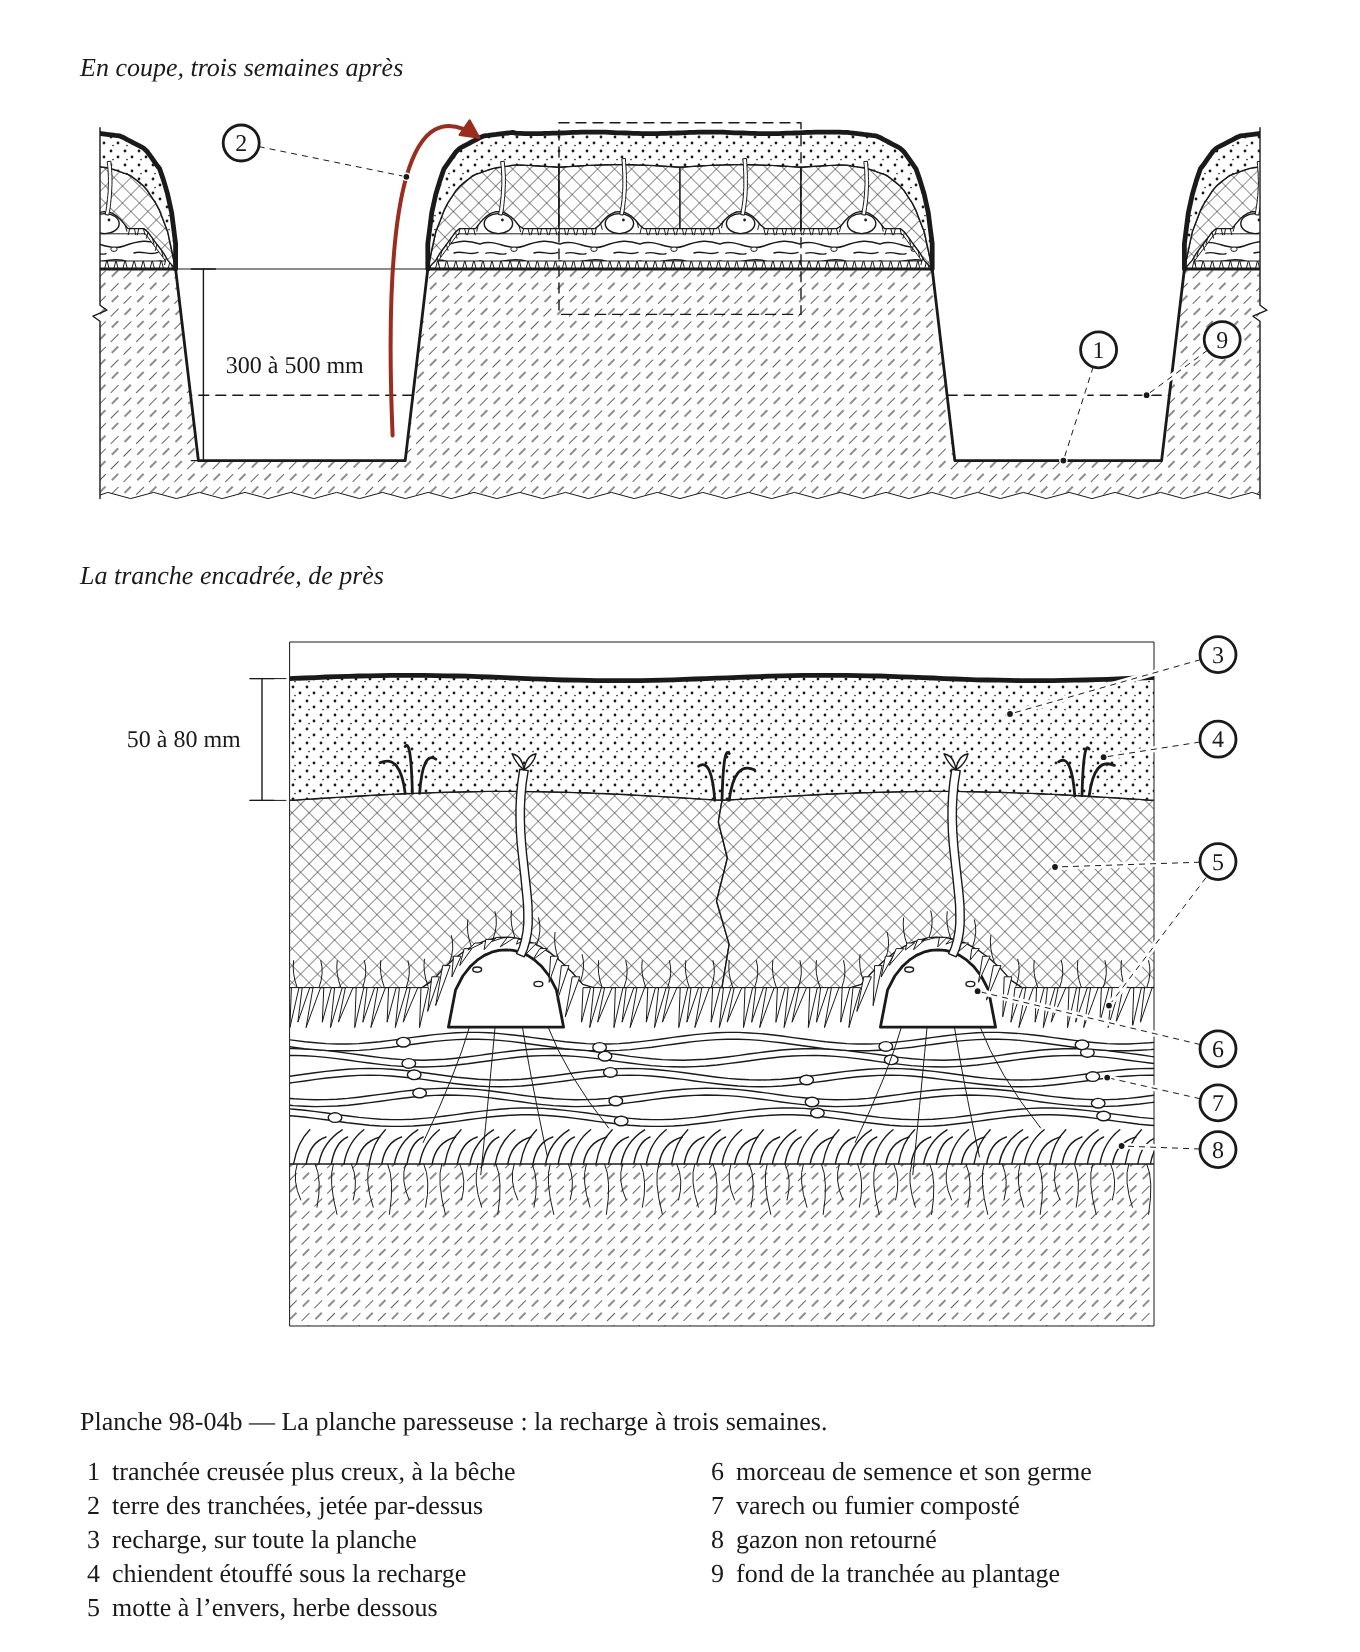 En coupe, trois semaines après
2
9
1
300 à 500 mm
La tranche encadrée, de près
3
4
50 à 80 mm
5
6
7
8
Planche 98-04b — La planche paresseuse : la recharge à trois semaines.
1 tranchée creusée plus creux, à la bêche
2 terre des tranchées, jetée par-dessus
3 recharge, sur toute la planche
4 chiendent étouffé sous la recharge
5 motte à l’envers, herbe dessous
6 morceau de semence et son germe
7 varech ou fumier composté
8 gazon non retourné
9 fond de la tranchée au plantage